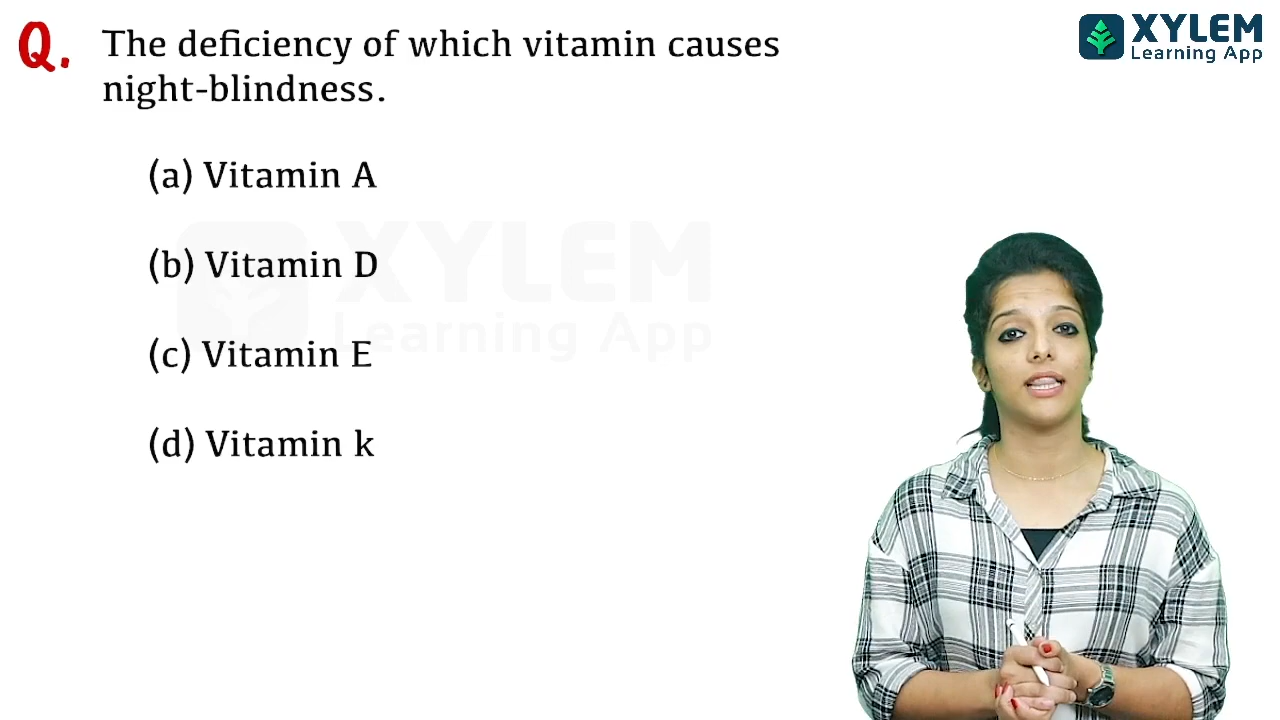 Q. The deficiency of which vitamin causes
night-blindness.
(a) Vitamin A
(b) Vitamin D
(c) Vitamin E
(d) Vitamin k
XYLEM
Learning App
XYLEM
Learning App